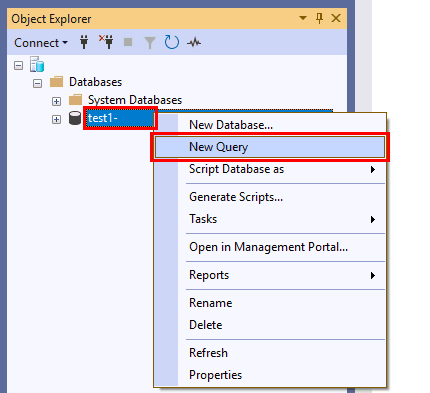 Object Explorer
Connect
Databases
System Databases
test1-
New Database...
New Query
Script Database as
Generate Scripts...
Tasks
Open in Management Portal...
Reports
Rename
Delete
Refresh
Properties